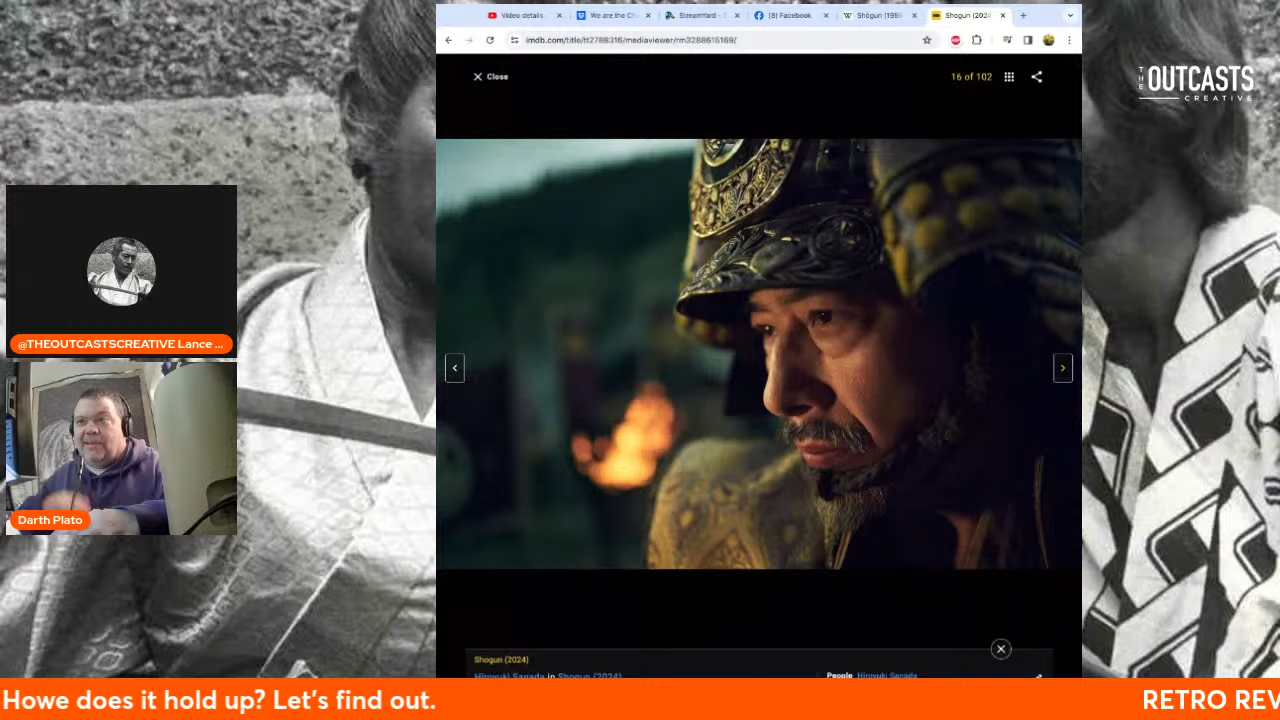 Video details
We are the Ch
StreamYard
(8) Facebook
Shōgun (1980
Shogun (2024)
imdb.com/title/tt2788316/mediaviewer/rm3288615169/
Close
16 of 102
THE OUTCASTS
CREATIVE
@THEOUTCASTSCREATIVE Lance ...
Darth Plato
Shogun (2024)
Hiroyuki Sanada in Shogun (2024)
People Hiroyuki Sanada
Howe does it hold up? Let's find out.
RETRO REV